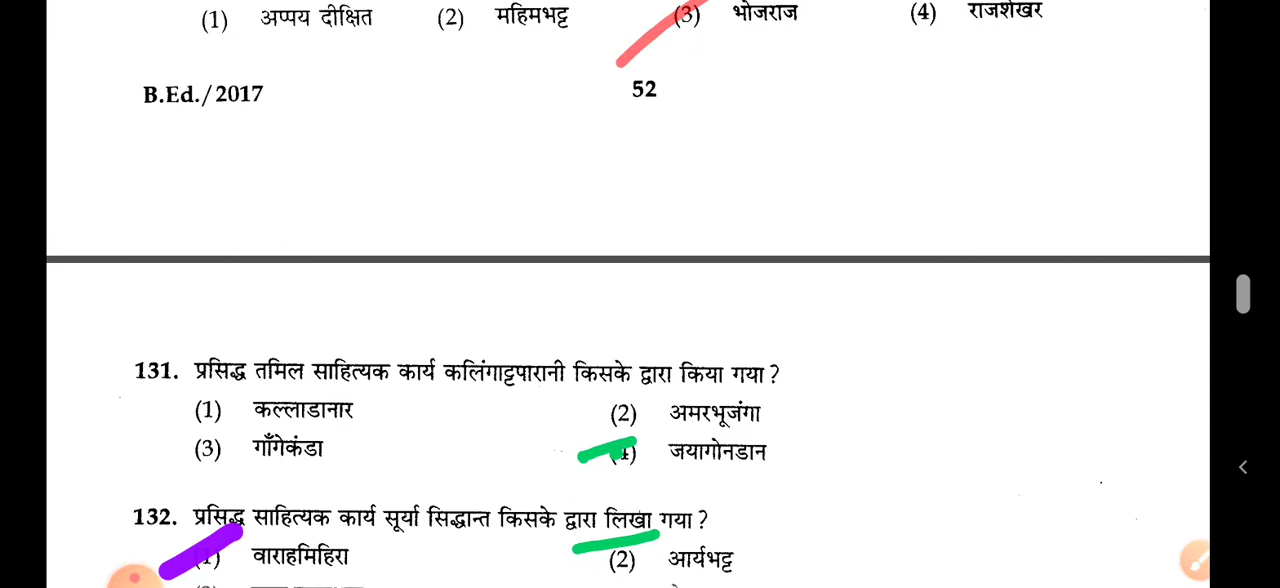 (1) अप्पय दीक्षित (2) महिमभट्ट (3) भोजराज (4) राजशेखर
B.Ed./2017 52
131. प्रसिद्ध तमिल साहित्यक कार्य कलिंगाट्टपारानी किसके द्वारा किया गया ?
(1) कल्लाडानार (2) अमरभूजंगा
(3) गाँगेकंडा (4) जयागोनडान
132. प्रसिद्ध साहित्यक कार्य सूर्या सिद्धान्त किसके द्वारा लिखा गया ?
(1) वाराहमिहिरा (2) आर्यभट्ट